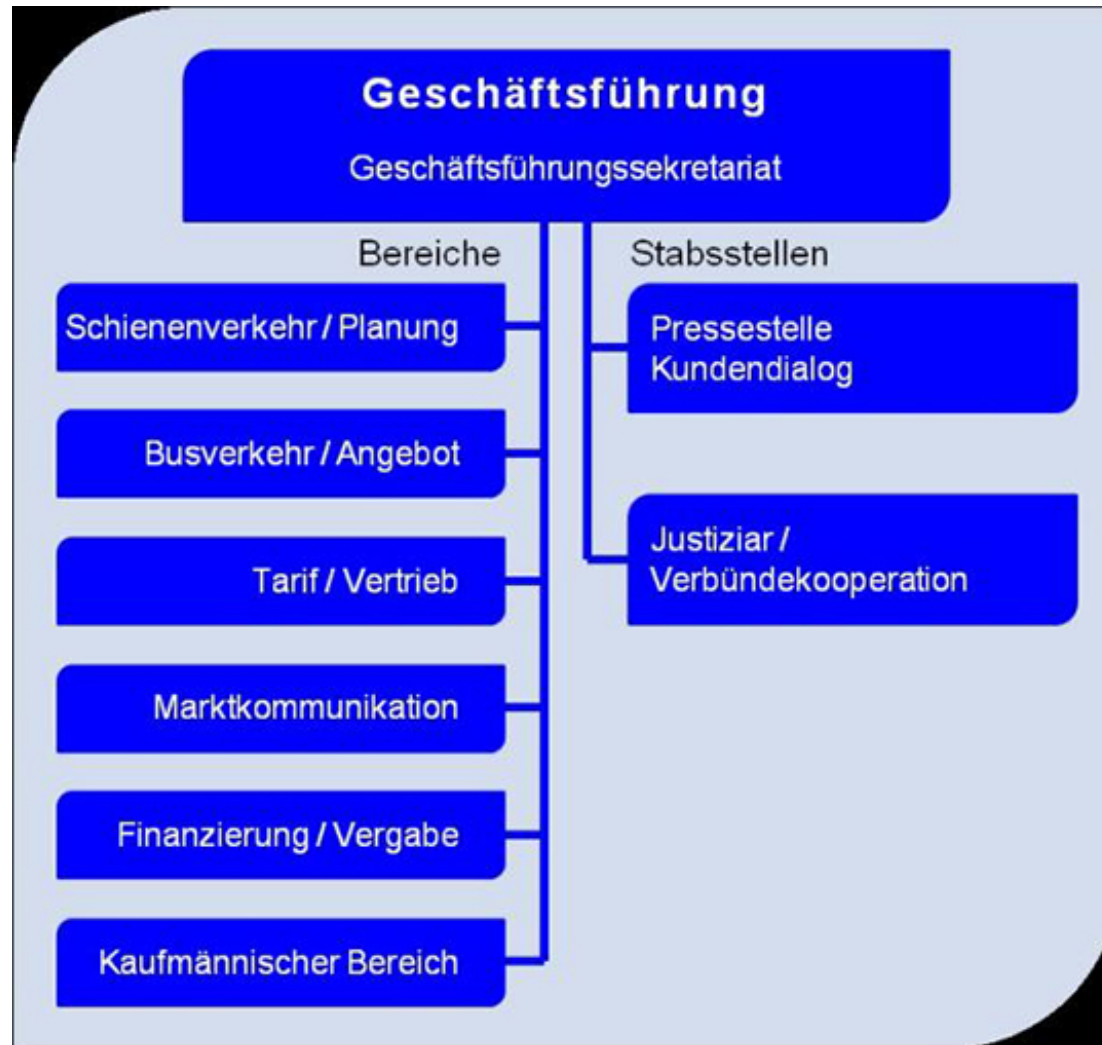 Geschäftsführung
Geschäftsführungssekretariat
Bereiche
Schienenverkehr / Planung
Busverkehr / Angebot
Tarif / Vertrieb
Marktkommunikation
Finanzierung / Vergabe
Kaufmännischer Bereich
Stabsstellen
Pressestelle
Kundendialog
Justiziar /
Verbündekooperation